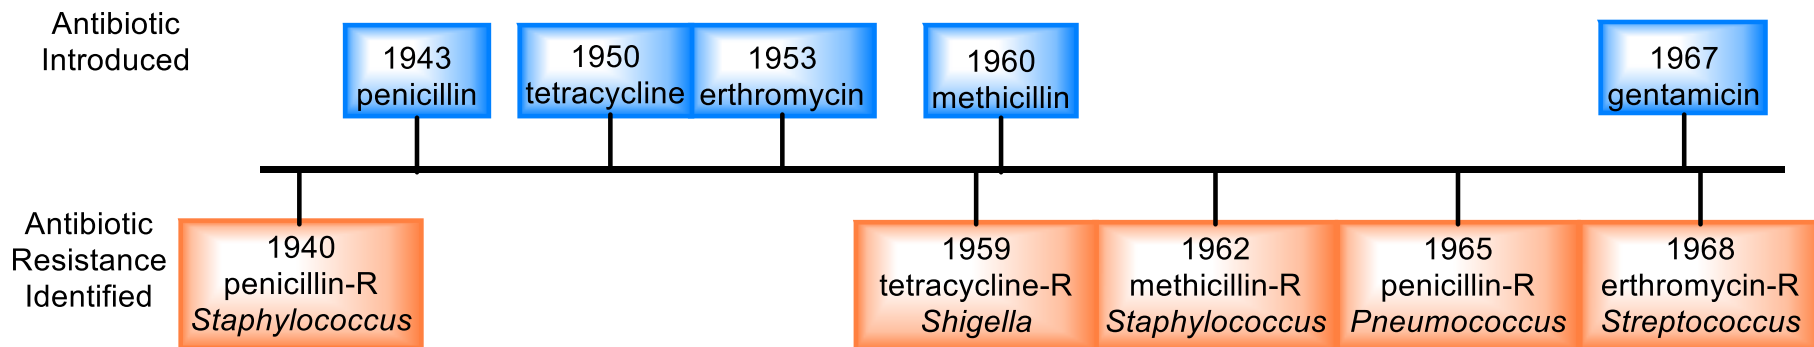 Antibiotic
Introduced
1943
penicillin
1950
tetracycline
1953
erthromycin
1960
methicillin
1967
gentamicin
Antibiotic
Resistance
Identified
1940
penicillin-R
Staphylococcus
1959
tetracycline-R
Shigella
1962
methicillin-R
Staphylococcus
1965
penicillin-R
Pneumococcus
1968
erthromycin-R
Streptococcus